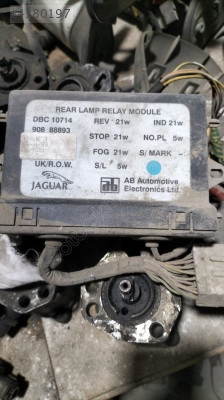 REAR LAMP RELAY MODULE
DBC 10714 REV 21w IND 21w
908 88893
STOP 21w NO.PL 5w
FOG 21w S/MARK -
UK/R.O.W. S/L 5w
JAGUAR ab AB Automotive
Electronics Ltd